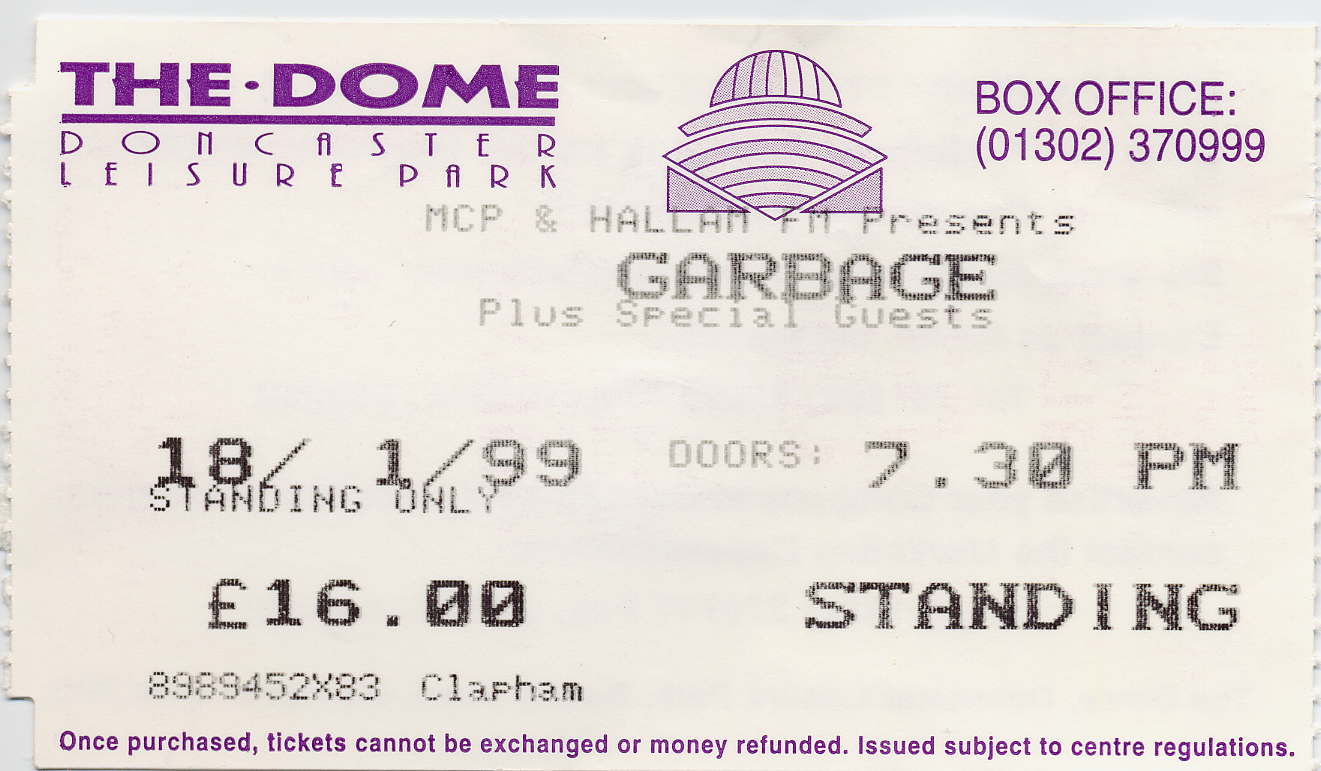 THE·DOME
DONCASTER
LEISURE PARK
BOX OFFICE:
(01302) 370999
MCP & HALLAM FM Presents
GARBAGE
Plus Special Guests
18/ 1/99 DOORS: 7.30 PM
STANDING ONLY
£16.00 STANDING
8989452X83 Clapham
Once purchased, tickets cannot be exchanged or money refunded. Issued subject to centre regulations.